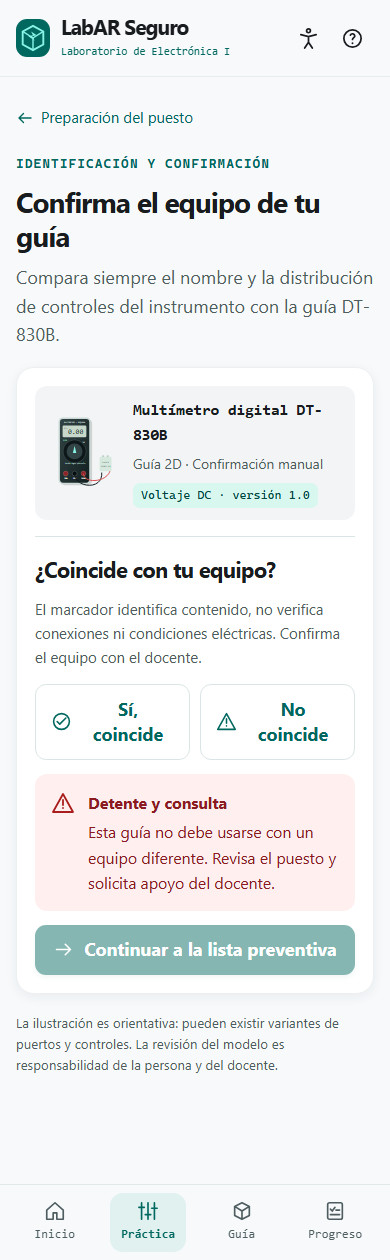 LabAR Seguro
Laboratorio de Electrónica I
← Preparación del puesto
IDENTIFICACIÓN Y CONFIRMACIÓN
Confirma el equipo de tu
guía
Compara siempre el nombre y la distribución
de controles del instrumento con la guía DT-
830B.
0.00
Multímetro digital DT-
830B
Guía 2D · Confirmación manual
Voltaje DC · versión 1.0
¿Coincide con tu equipo?
El marcador identifica contenido, no verifica
conexiones ni condiciones eléctricas. Confirma
el equipo con el docente.
Sí,
coincide
No
coincide
Detente y consulta
Esta guía no debe usarse con un
equipo diferente. Revisa el puesto y
solicita apoyo del docente.
→ Continuar a la lista preventiva
La ilustración es orientativa: pueden existir variantes de
puertos y controles. La revisión del modelo es
responsabilidad de la persona y del docente.
Inicio
Práctica
Guía
Progreso